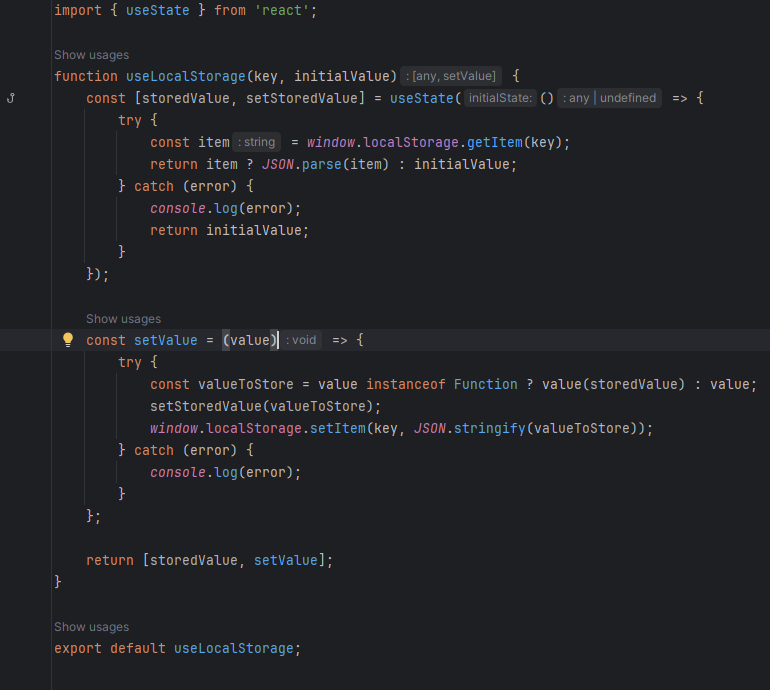 import { useState } from 'react';
Show usages
function useLocalStorage(key, initialValue) : [any, setValue] {
const [storedValue, setStoredValue] = useState( initialState: () : any | undefined => {
try {
const item : string = window.localStorage.getItem(key);
return item ? JSON.parse(item) : initialValue;
} catch (error) {
console.log(error);
return initialValue;
}
});
Show usages
const setValue = (value) : void => {
try {
const valueToStore = value instanceof Function ? value(storedValue) : value;
setStoredValue(valueToStore);
window.localStorage.setItem(key, JSON.stringify(valueToStore));
} catch (error) {
console.log(error);
}
};
return [storedValue, setValue];
}
Show usages
export default useLocalStorage;